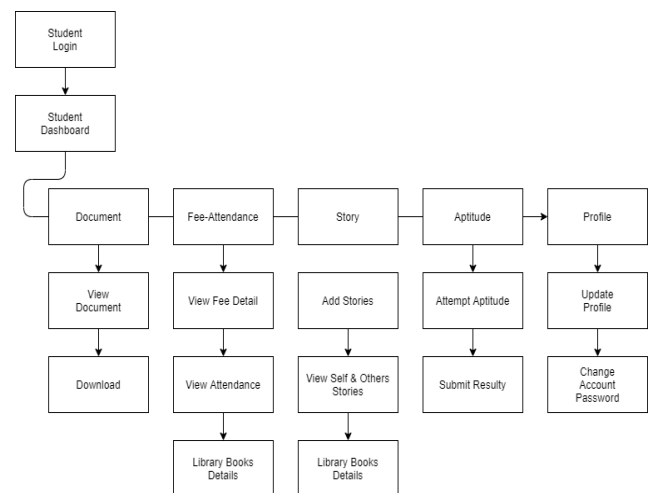 Student
Login
Student
Dashboard
Document
Fee-Attendance
Story
Aptitude
Profile
View
Document
View Fee Detail
Add Stories
Attempt Aptitude
Update
Profile
Download
View Attendance
View Self & Others
Stories
Submit Resulty
Change
Account
Password
Library Books
Details
Library Books
Details